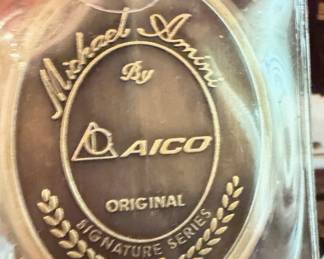 Michael Amini
By
AICO
ORIGINAL
SIGNATURE SERIES